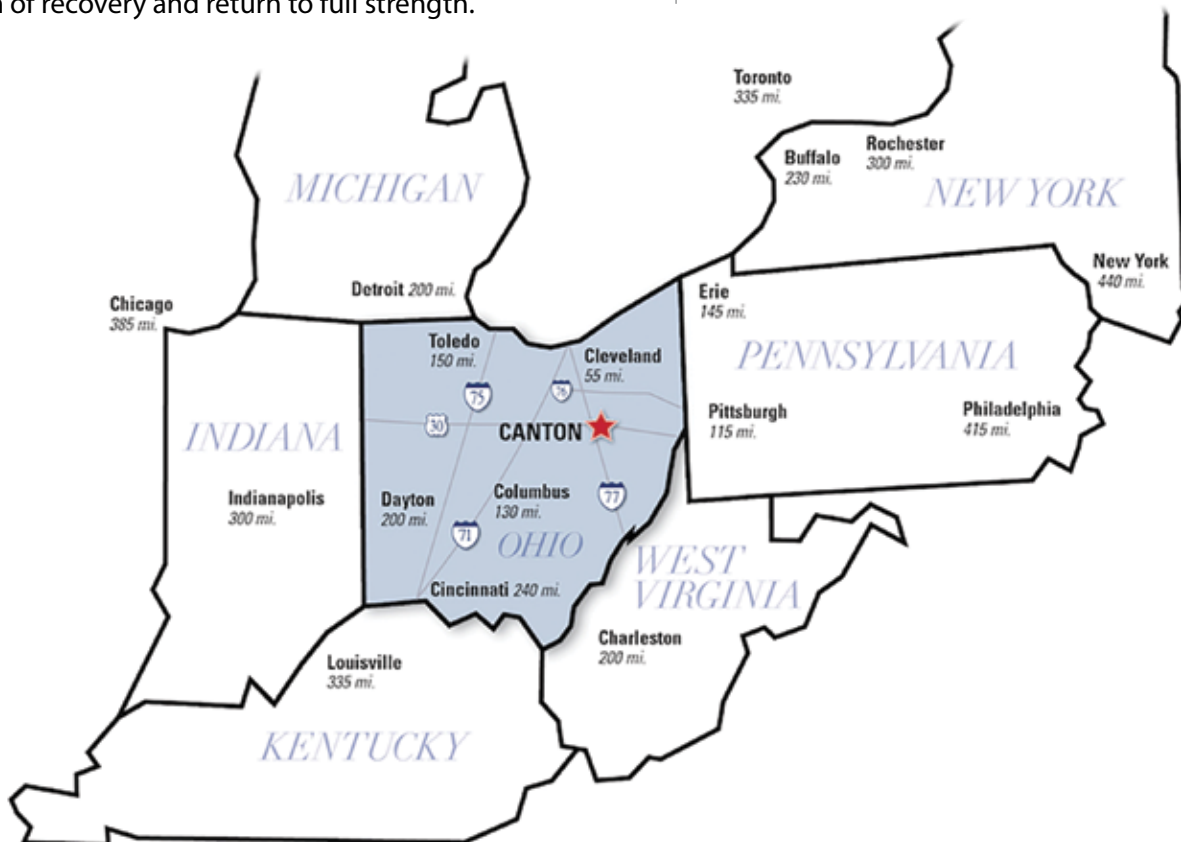 of recovery and return to full strength.
Toronto
335 mi.
Buffalo
230 mi.
Rochester
300 mi.
MICHIGAN
NEW YORK
New York
440 mi.
Detroit 200 mi.
Chicago
385 mi.
Erie
145 mi.
Toledo
150 mi.
Cleveland
55 mi.
PENNSYLVANIA
75
76
30
CANTON
Pittsburgh
115 mi.
Philadelphia
415 mi.
INDIANA
Indianapolis
300 mi.
Dayton
200 mi.
Columbus
130 mi.
77
71
OHIO
WEST
VIRGINIA
Cincinnati 240 mi.
Charleston
200 mi.
Louisville
335 mi.
KENTUCKY